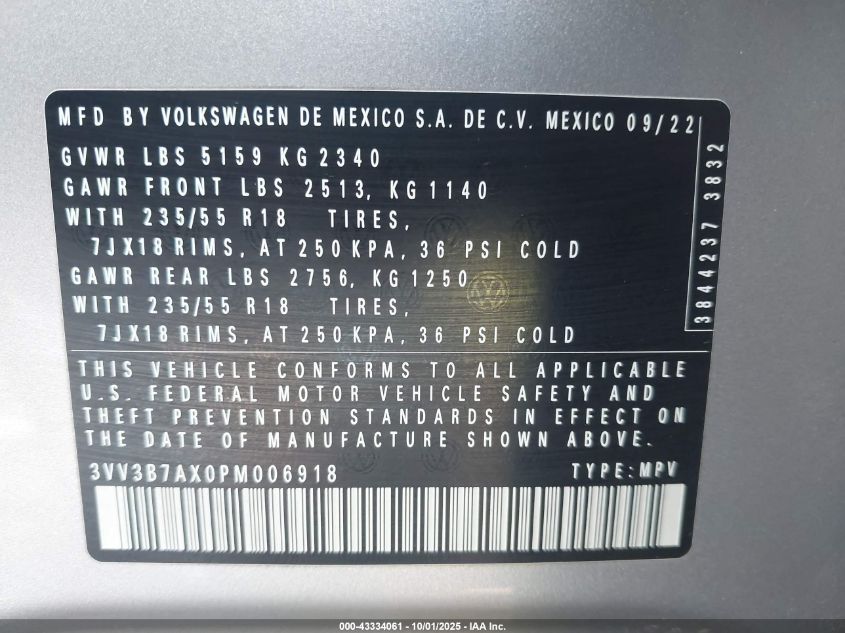 MFD BY VOLKSWAGEN DE MEXICO S.A. DE C.V. MEXICO 09/22
GVWR LBS 5159 KG 2340
GAWR FRONT LBS 2513, KG 1140
WITH 235/55 R18 TIRES,
7JX18 RIMS, AT 250 KPA, 36 PSI COLD
GAWR REAR LBS 2756, KG 1250
WITH 235/55 R18 TIRES,
7JX18 RIMS, AT 250 KPA, 36 PSI COLD
3844237 3832
THIS VEHICLE CONFORMS TO ALL APPLICABLE
U.S. FEDERAL MOTOR VEHICLE SAFETY AND
THEFT PREVENTION STANDARDS IN EFFECT ON
THE DATE OF MANUFACTURE SHOWN ABOVE.
3VV3B7AX0PM006918 TYPE: MPV
000-43334061 - 10/01/2025 - IAA Inc.